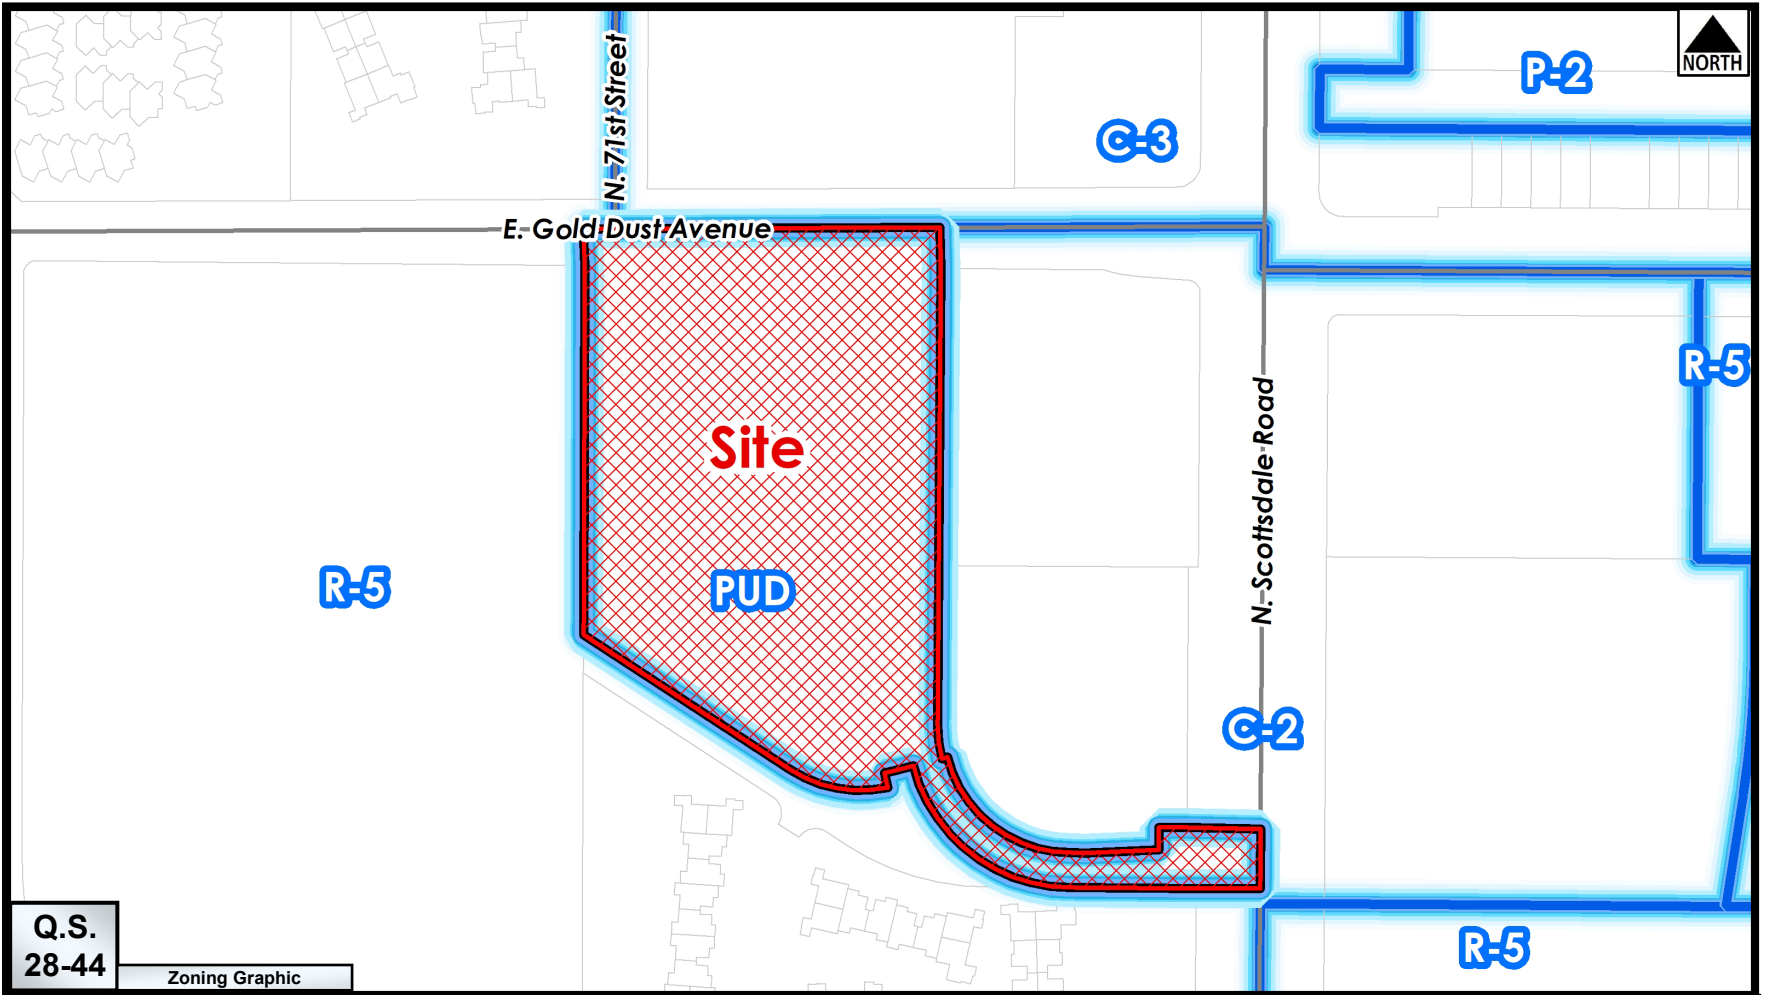 NORTH
P-2
C-3
N. 71st Street
E. Gold Dust Avenue
R-5
N. Scottsdale Road
Site
R-5
PUD
C-2
R-5
Q.S.
28-44
Zoning Graphic